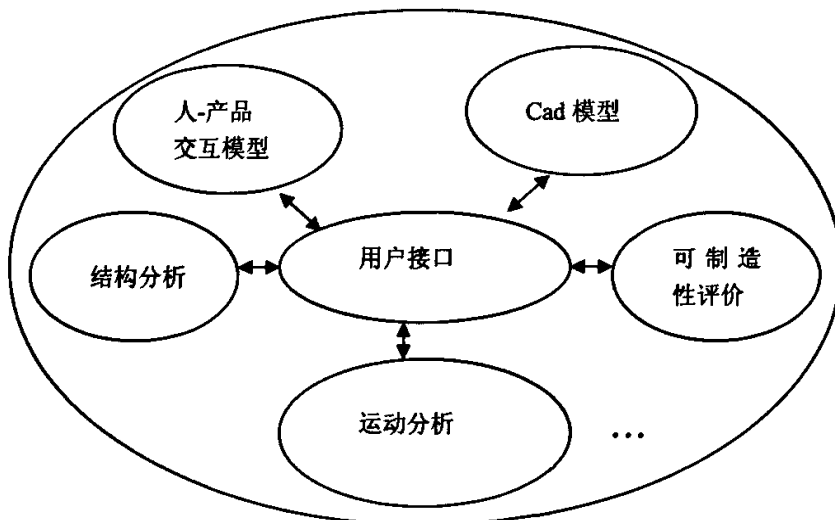 人-产品
交互模型
Cad 模型
结构分析
用户接口
可制造
性评价
运动分析
...